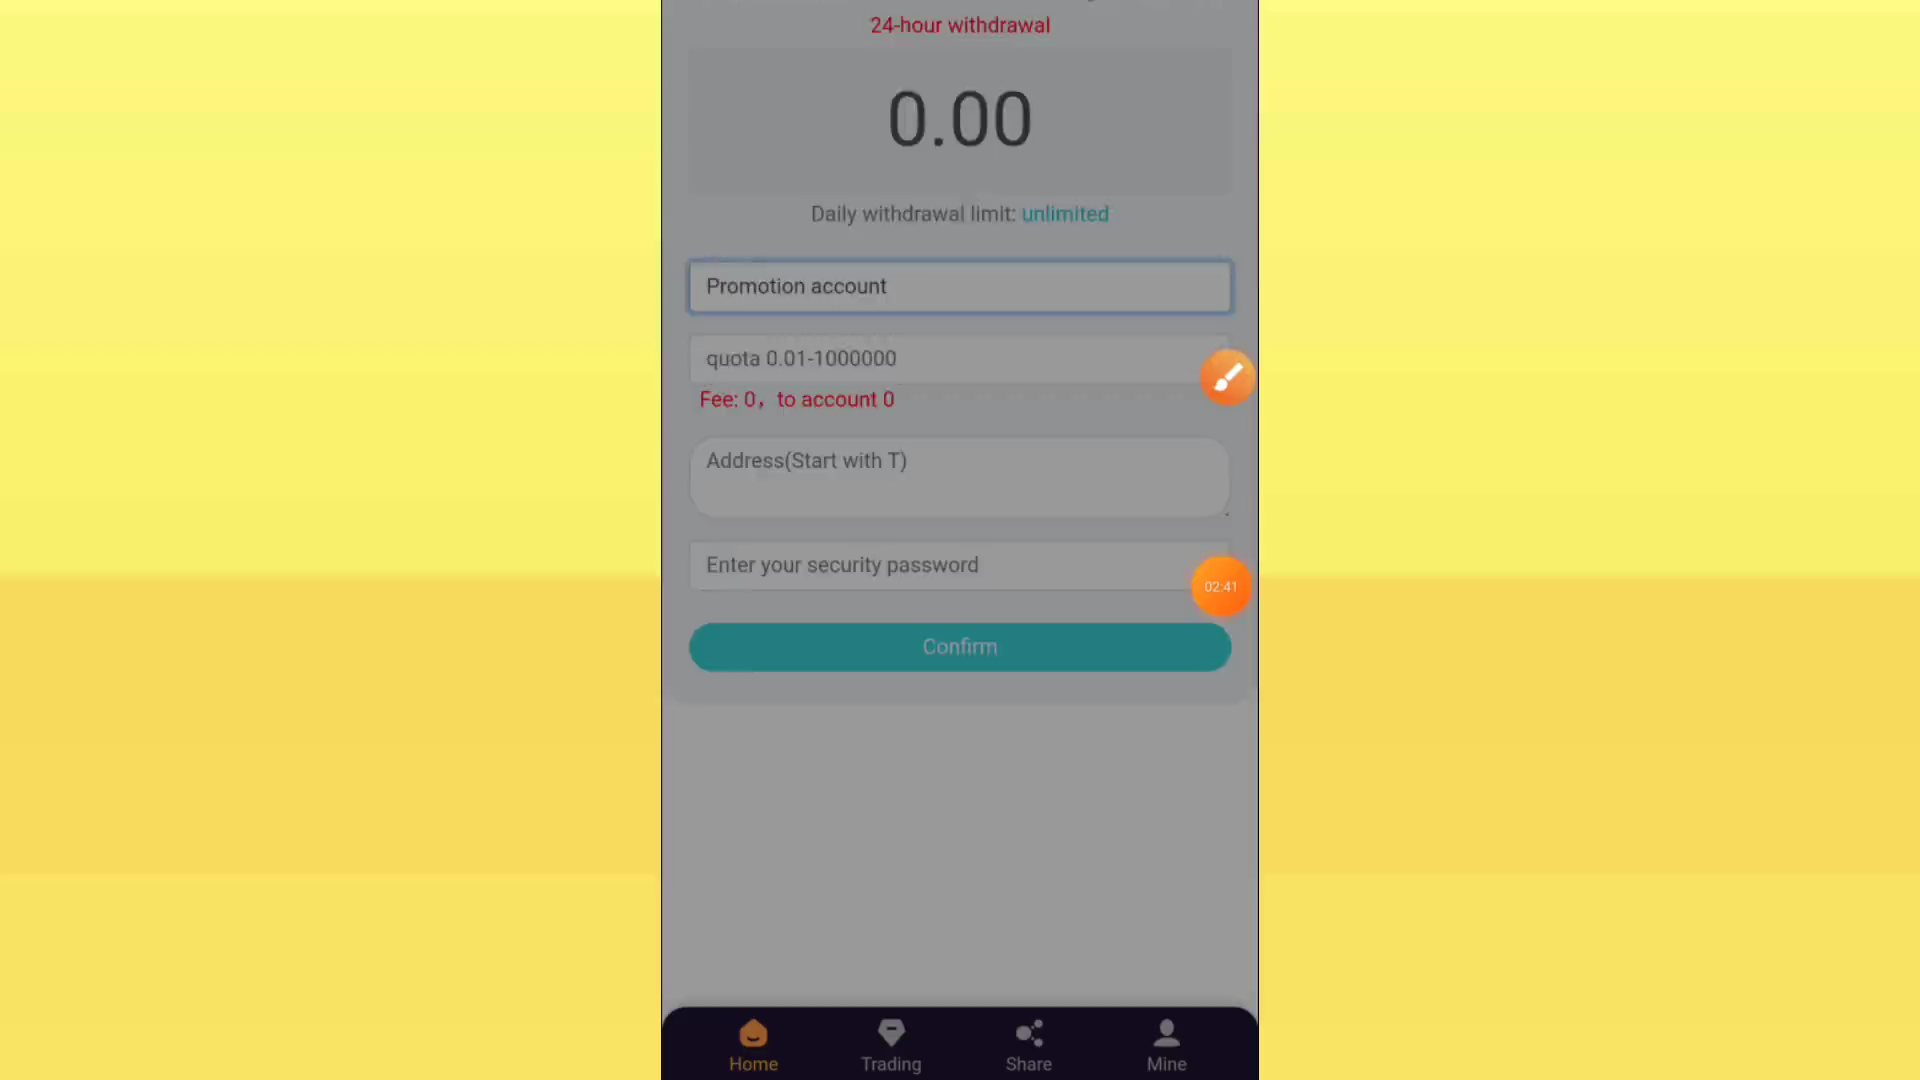 24-hour withdrawal
0.00
Daily withdrawal limit: unlimited
Promotion account
quota 0.01-1000000
Fee: 0，to account 0
Address(Start with T)
Enter your security password
02:41
Confirm
Home
Trading
Share
Mine